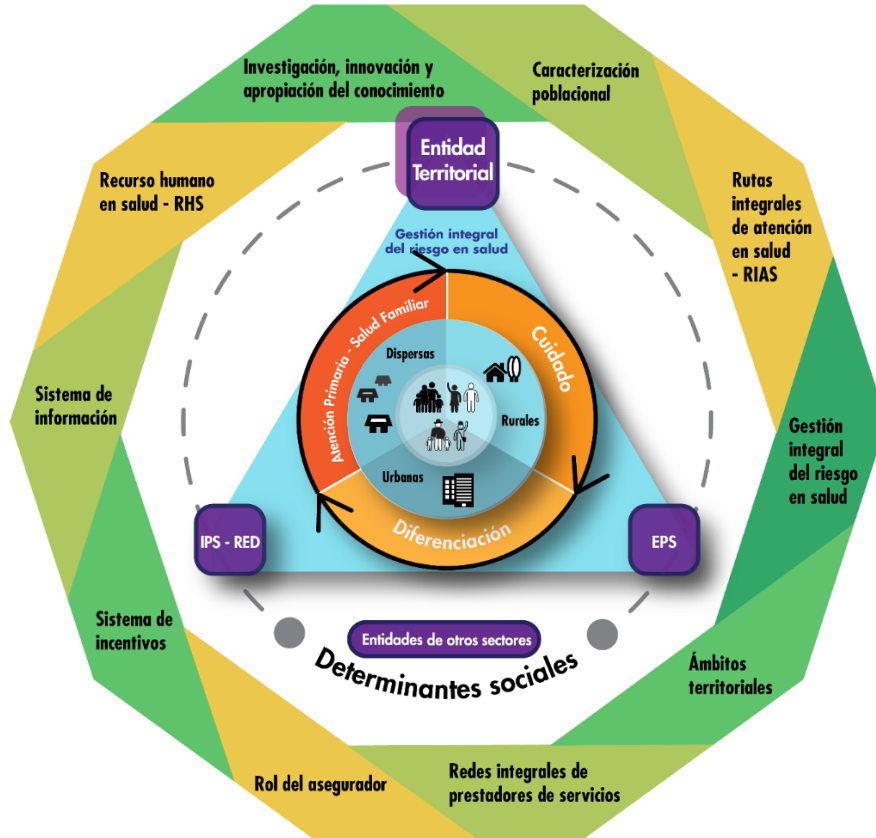 Investigación, innovación y
apropiación del conocimiento
Caracterización
poblacional
Entidad
Territorial
Recurso humano
en salud - RHS
Rutas
integrales
de atención
en salud
- RIAS
Gestión integral
del riesgo en salud
Atención Primaria - Salud Familiar
Cuidado
Dispersas
Rurales
Urbanas
Diferenciación
Sistema de
información
Gestión
integral
del riesgo
en salud
IPS - RED
EPS
Sistema de
incentivos
Entidades de otros sectores
Determinantes sociales
Ámbitos
territoriales
Rol del asegurador
Redes integrales de
prestadores de servicios